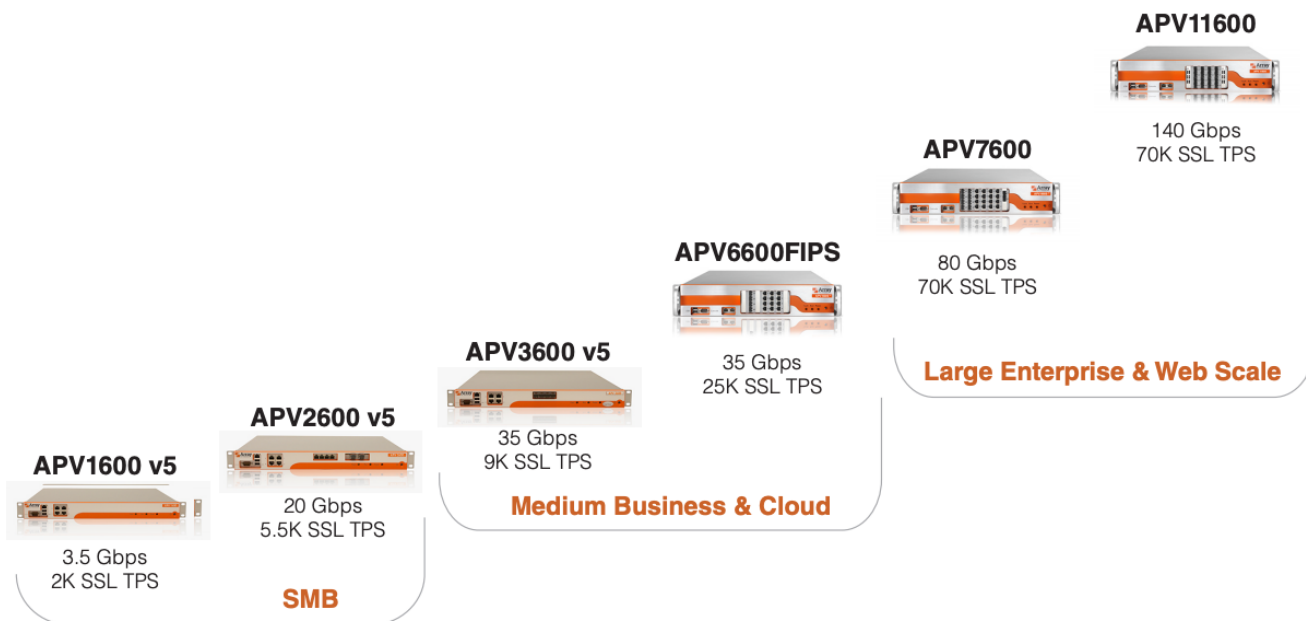 APV11600
140 Gbps
70K SSL TPS
APV7600
80 Gbps
70K SSL TPS
Large Enterprise & Web Scale
APV6600FIPS
35 Gbps
25K SSL TPS
APV3600 v5
35 Gbps
9K SSL TPS
Medium Business & Cloud
APV2600 v5
20 Gbps
5.5K SSL TPS
APV1600 v5
3.5 Gbps
2K SSL TPS
SMB